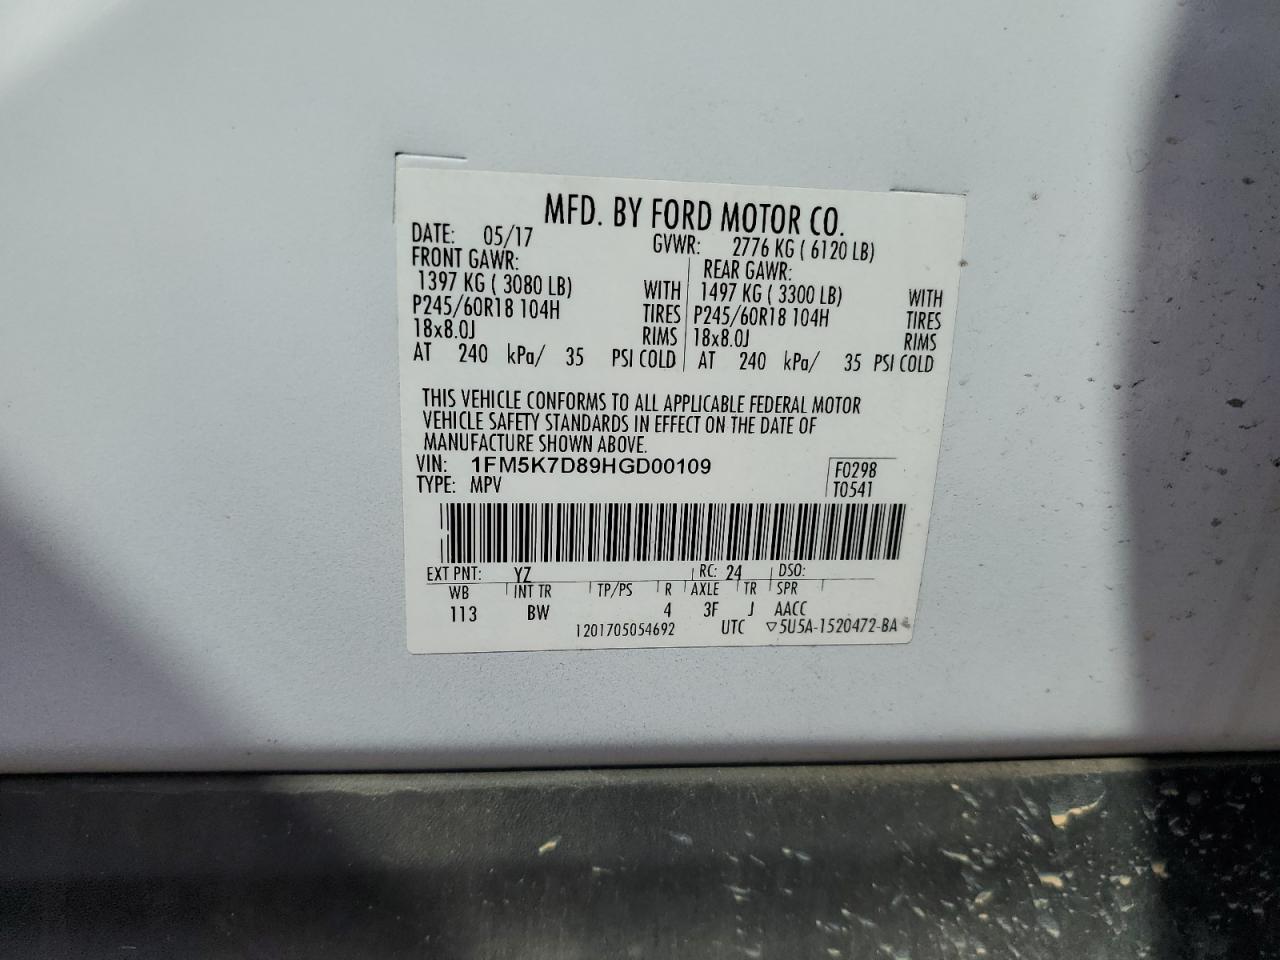 MFD. BY FORD MOTOR CO.
DATE: 05/17 GVWR: 2776 KG ( 6120 LB)
FRONT GAWR: REAR GAWR:
1397 KG ( 3080 LB) WITH 1497 KG ( 3300 LB) WITH
P245/60R18 104H TIRES P245/60R18 104H TIRES
18x8.0J RIMS 18x8.0J RIMS
AT 240 kPa/ 35 PSI COLD AT 240 kPa/ 35 PSI COLD
THIS VEHICLE CONFORMS TO ALL APPLICABLE FEDERAL MOTOR
VEHICLE SAFETY STANDARDS IN EFFECT ON THE DATE OF
MANUFACTURE SHOWN ABOVE.
VIN: 1FM5K7D89HGD00109 F0298
TYPE: MPV T0541
EXT PNT: YZ RC: 24 DSO:
WB INT TR TP/PS R AXLE TR SPR
113 BW 4 3F J AACC
1201705054692 UTC ▽5U5A-1520472-BA